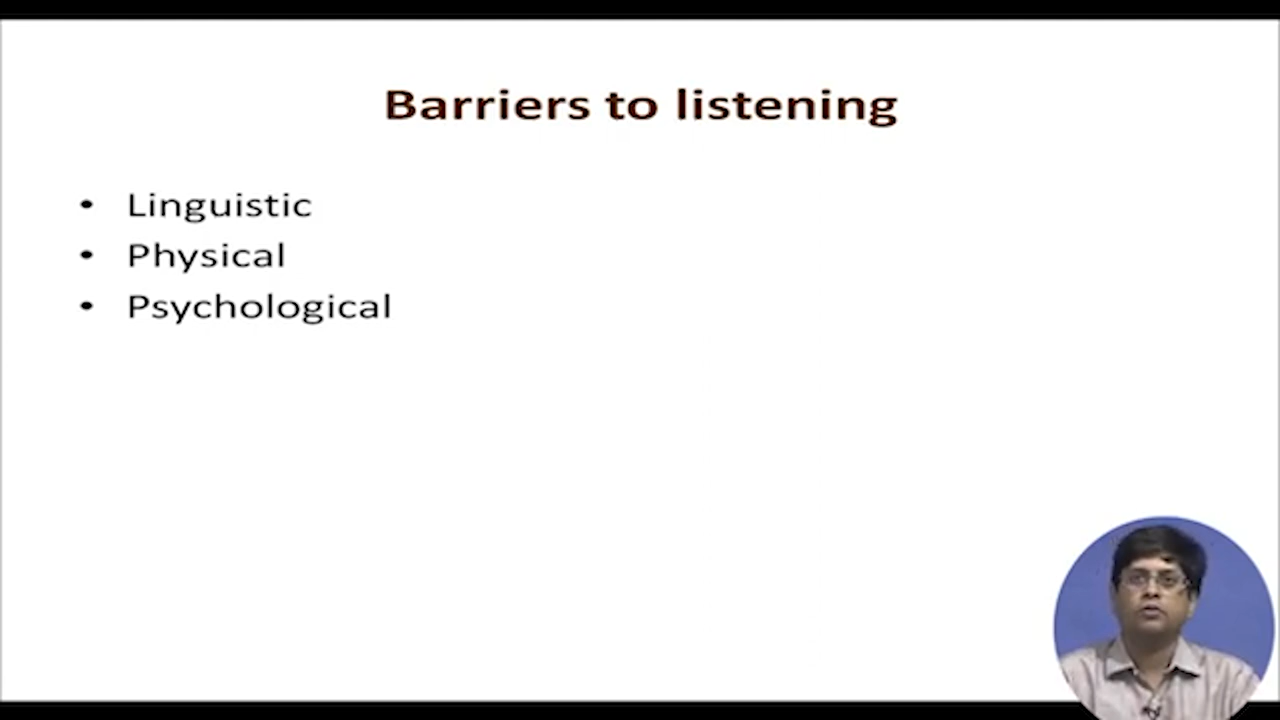 Barriers to listening
• Linguistic
• Physical
• Psychological